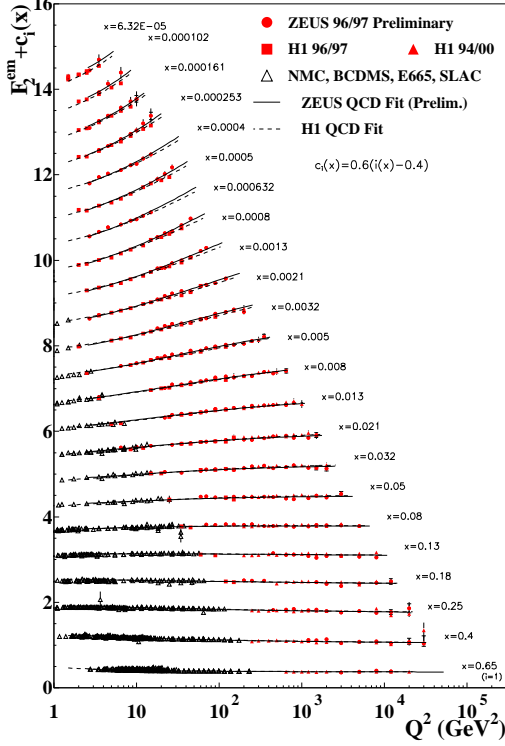 F2em+ci(x)
16
14
12
10
8
6
4
2
0
x=6.32E-05
x=0.000102
x=0.000161
x=0.000253
x=0.0004
x=0.0005
x=0.000632
x=0.0008
x=0.0013
x=0.0021
x=0.0032
x=0.005
x=0.008
x=0.013
x=0.021
x=0.032
x=0.05
x=0.08
x=0.13
x=0.18
x=0.25
x=0.4
x=0.65
(i=1)
ZEUS 96/97 Preliminary
H1 96/97 H1 94/00
NMC, BCDMS, E665, SLAC
ZEUS QCD Fit (Prelim.)
H1 QCD Fit
ci(x)=0.6(i(x)-0.4)
1 10 10² 10³ 10⁴ 10⁵
Q² (GeV²)